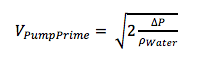 V_PumpPrime = √(2 ΔP/ρ_Water)